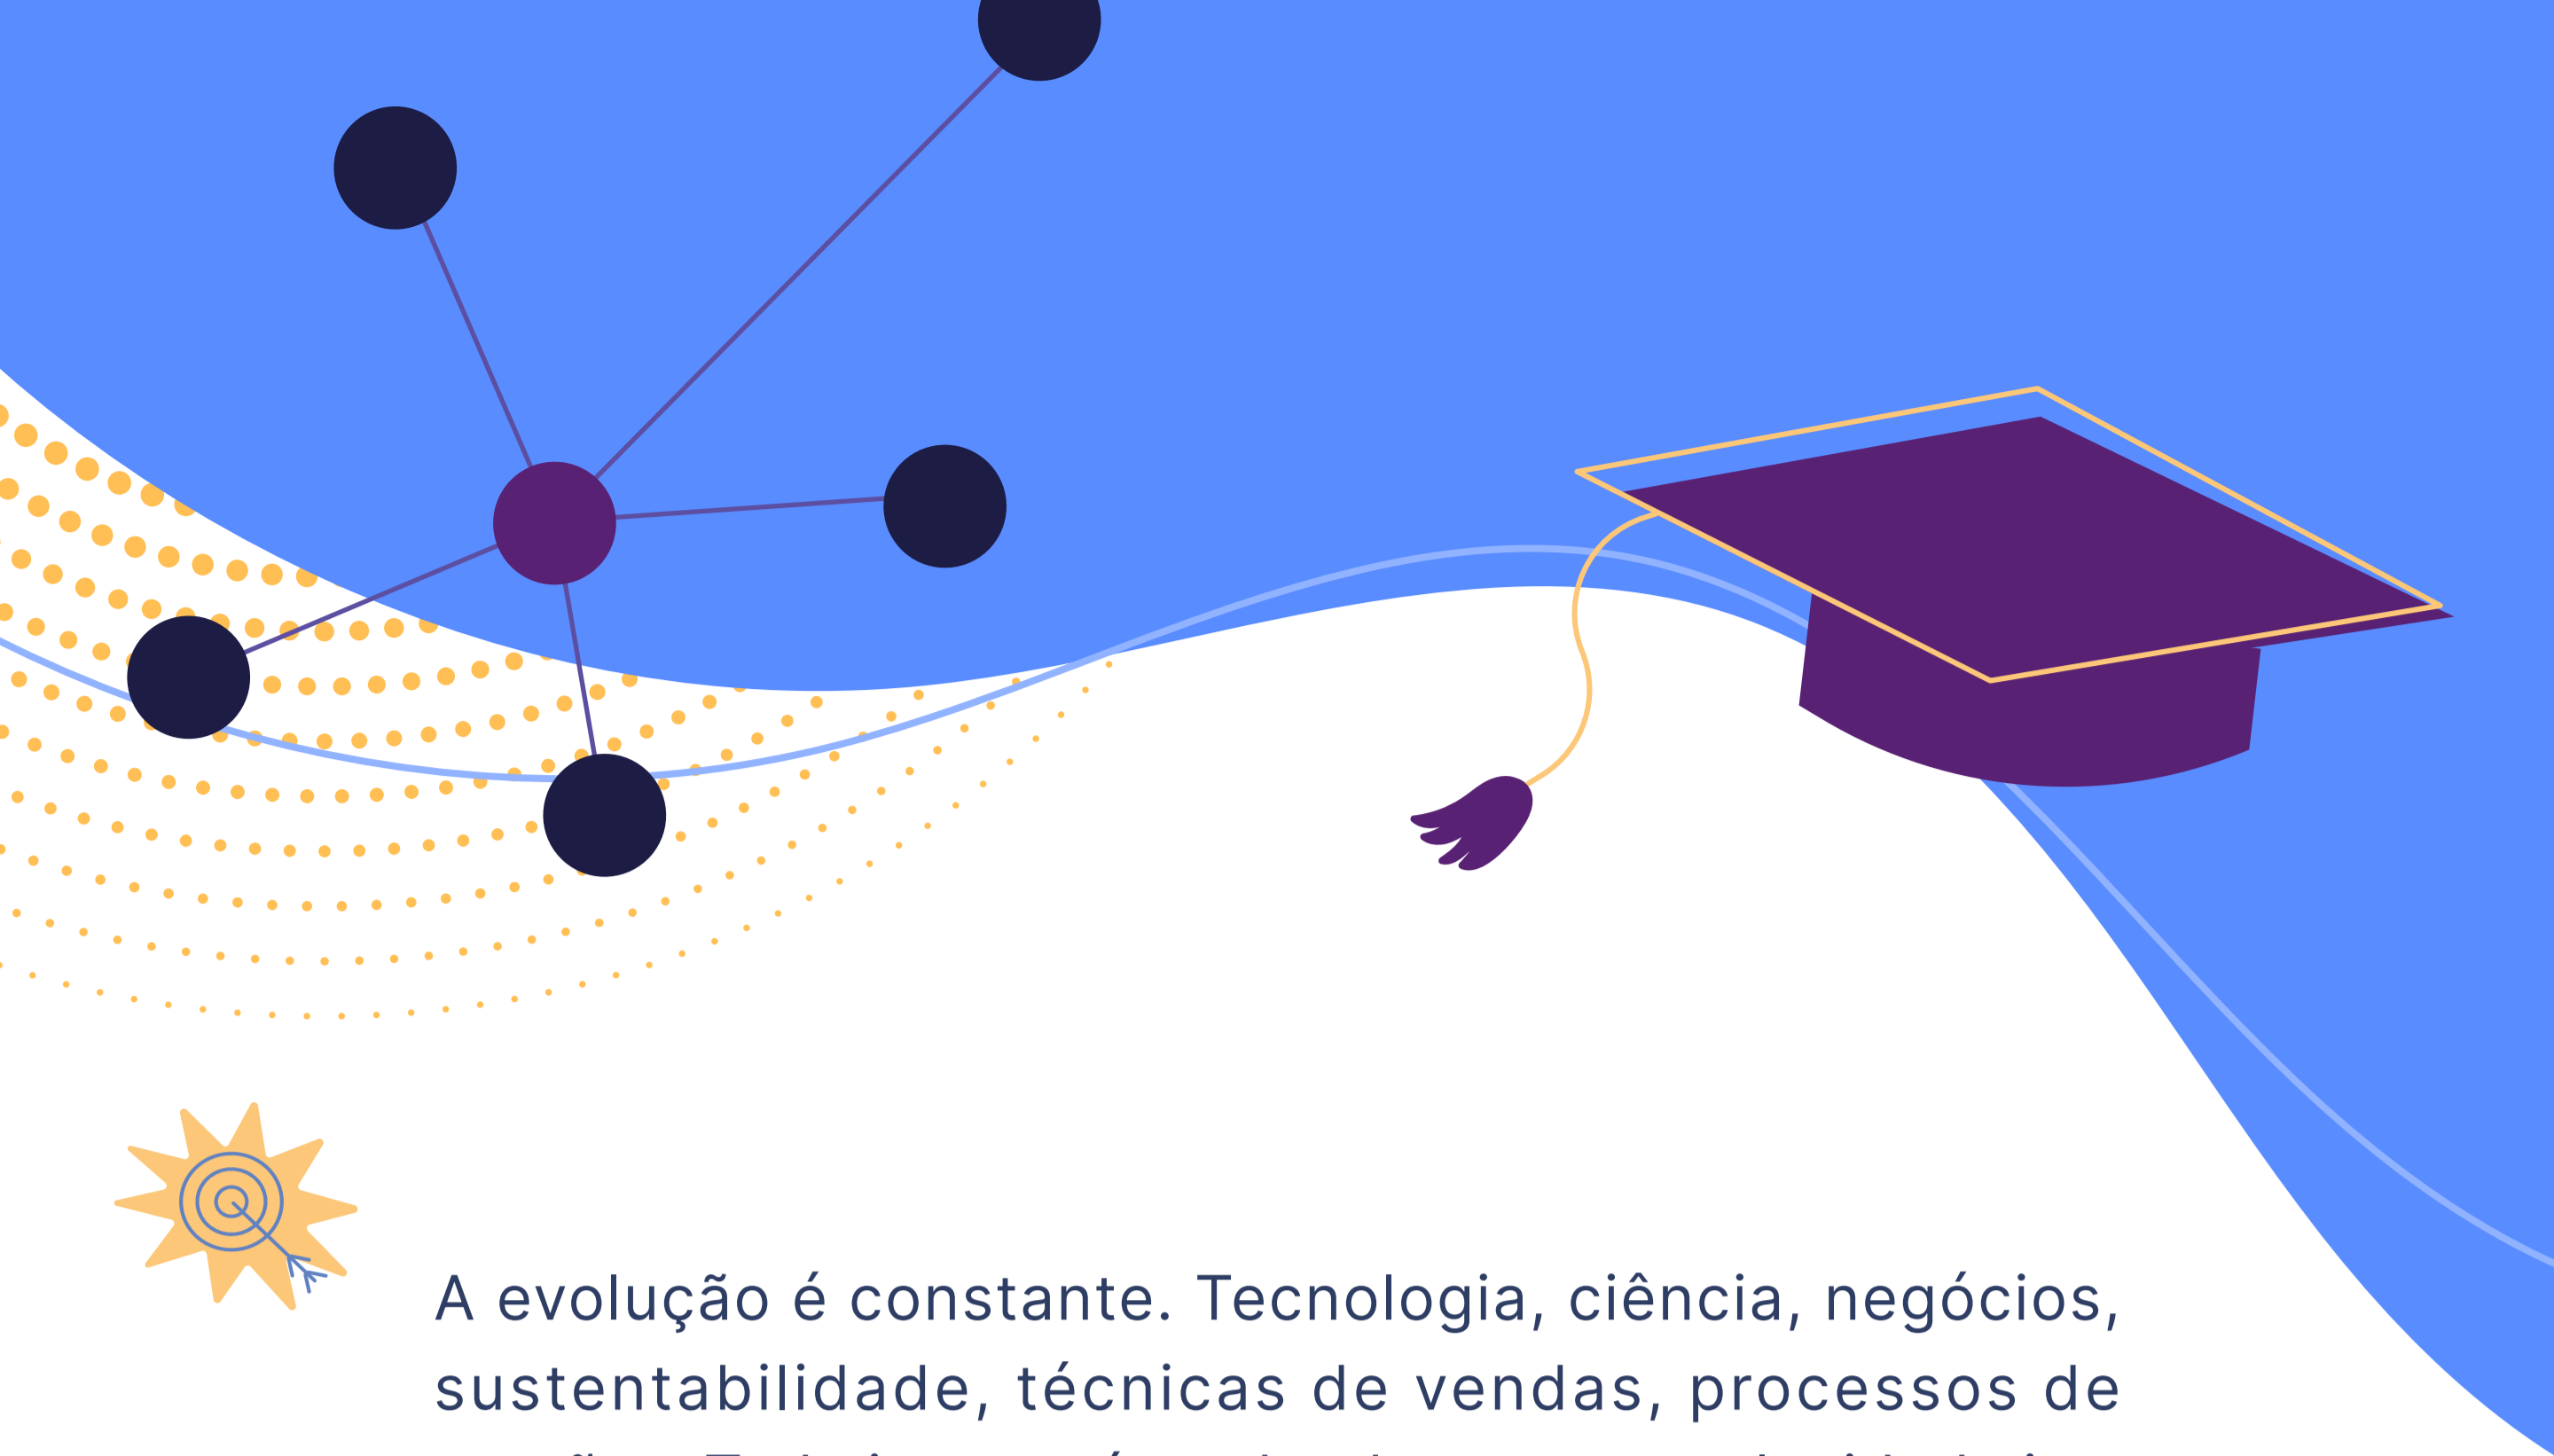 A evolução é constante. Tecnologia, ciência, negócios,
sustentabilidade, técnicas de vendas, processos de